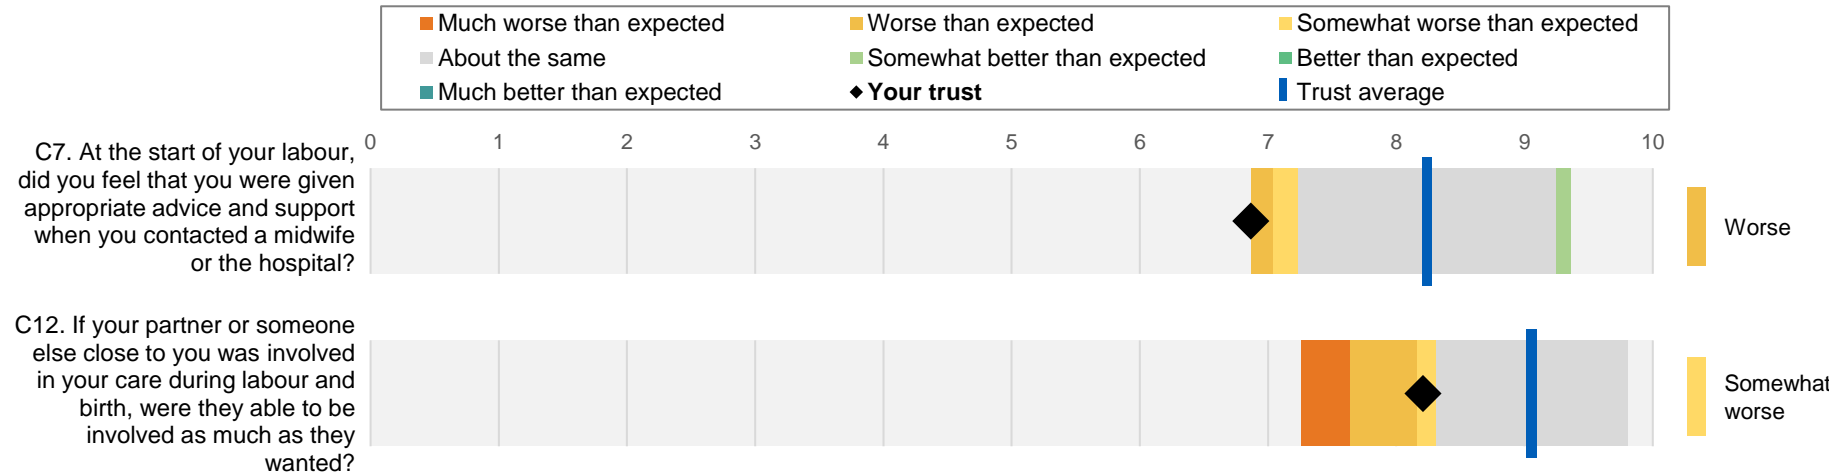 Much worse than expected
Worse than expected
Somewhat worse than expected
About the same
Somewhat better than expected
Better than expected
Much better than expected
Your trust
Trust average
0 1 2 3 4 5 6 7 8 9 10
C7. At the start of your labour,
did you feel that you were given
appropriate advice and support
when you contacted a midwife
or the hospital?
Worse
C12. If your partner or someone
else close to you was involved
in your care during labour and
birth, were they able to be
involved as much as they
wanted?
Somewhat
worse